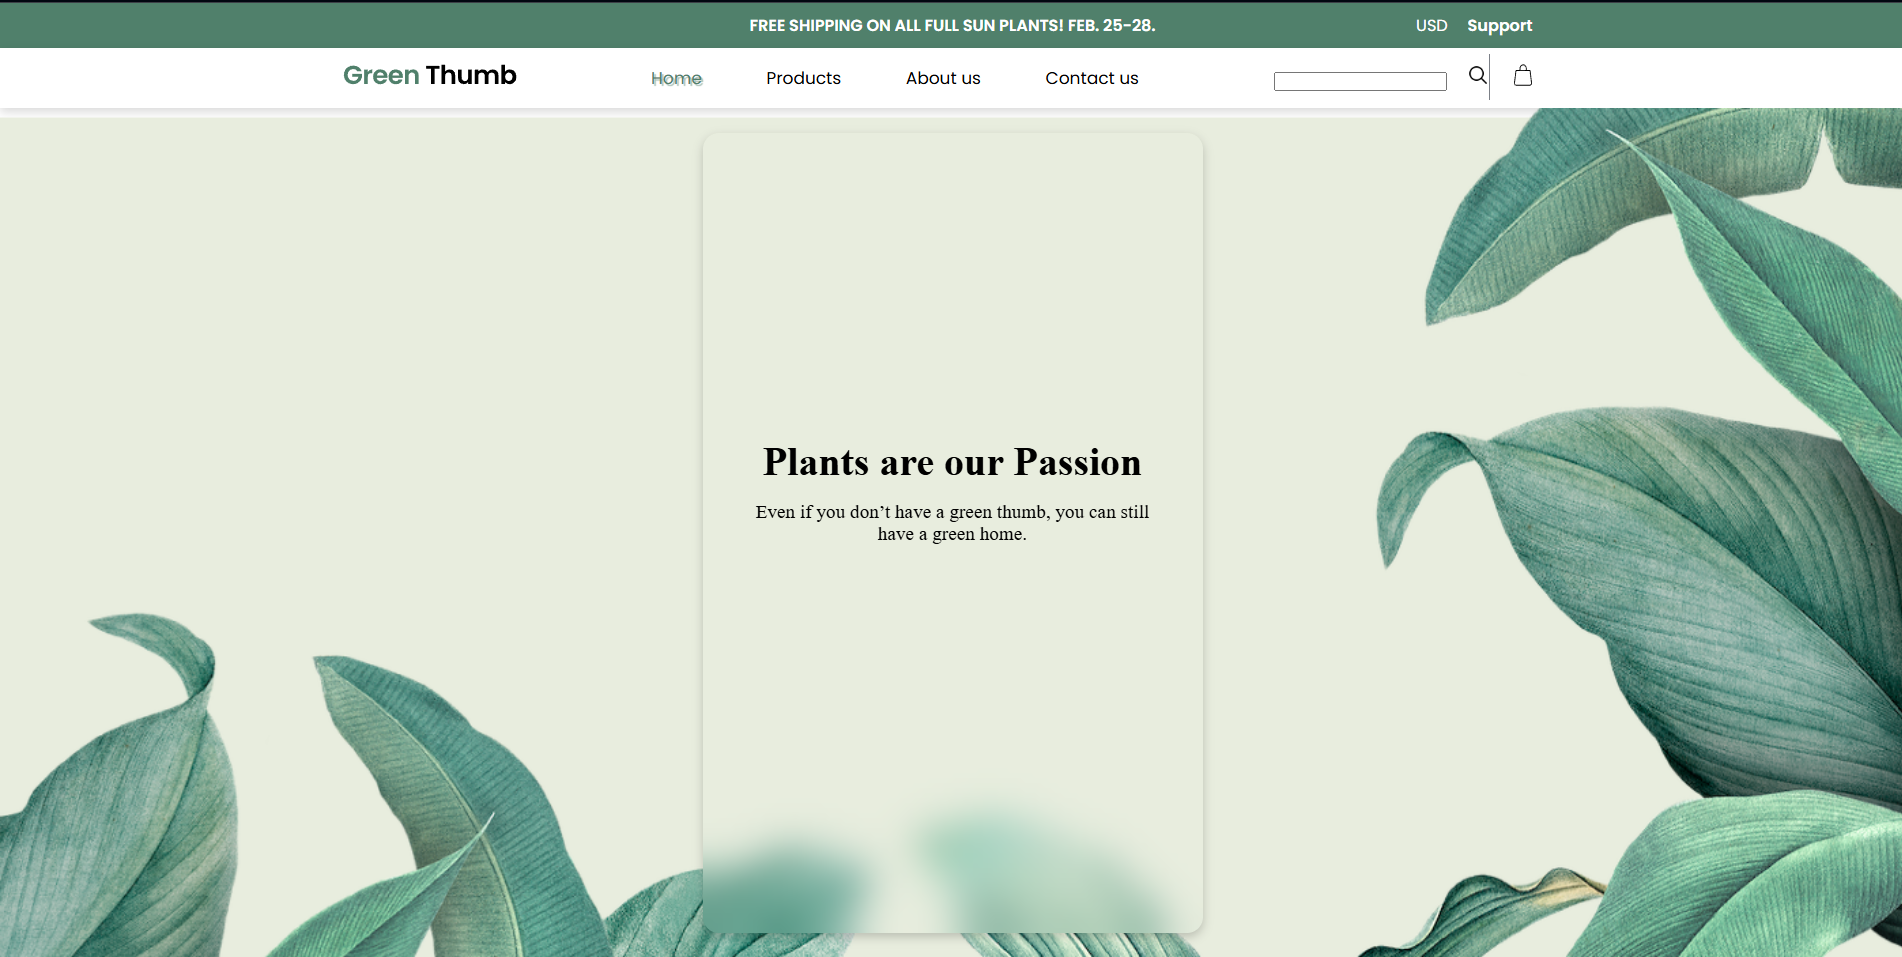 FREE SHIPPING ON ALL FULL SUN PLANTS! FEB. 25-28.
USD Support
Green Thumb
Home Products About us Contact us
Plants are our Passion
Even if you don’t have a green thumb, you can still
have a green home.